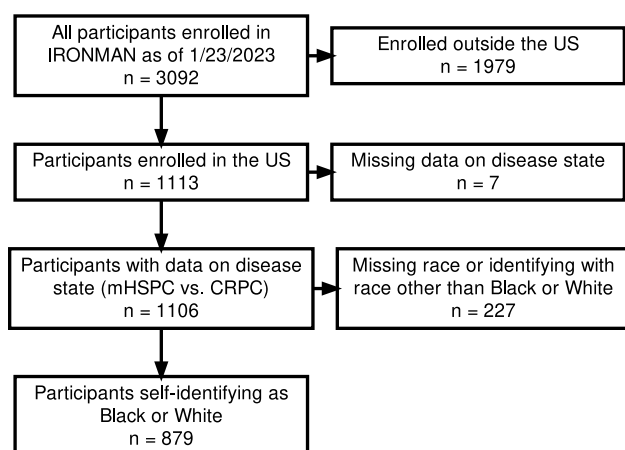 All participants enrolled in
IRONMAN as of 1/23/2023
n = 3092
Enrolled outside the US
n = 1979
Participants enrolled in the US
n = 1113
Missing data on disease state
n = 7
Participants with data on disease
state (mHSPC vs. CRPC)
n = 1106
Missing race or identifying with
race other than Black or White
n = 227
Participants self-identifying as
Black or White
n = 879